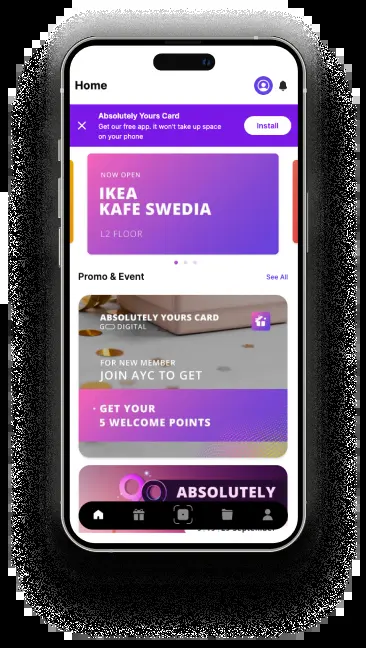 Home
Absolutely Yours Card
Get our free app. It won't take up space
on your phone
Install
NOW OPEN
IKEA
KAFE SWEDIA
L2 FLOOR
Promo & Event
See All
ABSOLUTELY YOURS CARD
DIGITAL
FOR NEW MEMBER
JOIN AYC TO GET
GET YOUR
5 WELCOME POINTS
ABSOLUTELY
September